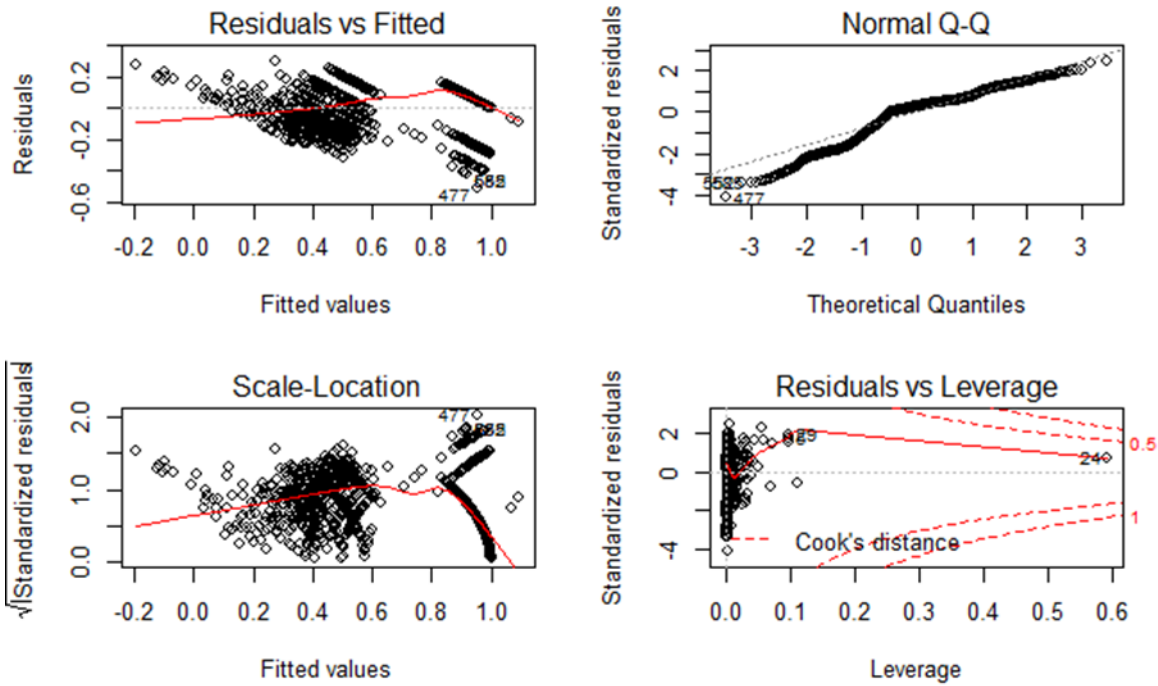 Residuals vs Fitted
Residuals
0.2
-0.2
-0.6
477
-0.2 0.0 0.2 0.4 0.6 0.8 1.0
Fitted values
Normal Q-Q
Standardized residuals
2
0
-2
-4
477
-3 -2 -1 0 1 2 3
Theoretical Quantiles
Scale-Location
√|Standardized residuals|
2.0
1.0
0.0
477
-0.2 0.0 0.2 0.4 0.6 0.8 1.0
Fitted values
Residuals vs Leverage
Standardized residuals
2
0
-4
24
0.5
1
Cook's distance
0.0 0.1 0.2 0.3 0.4 0.5 0.6
Leverage